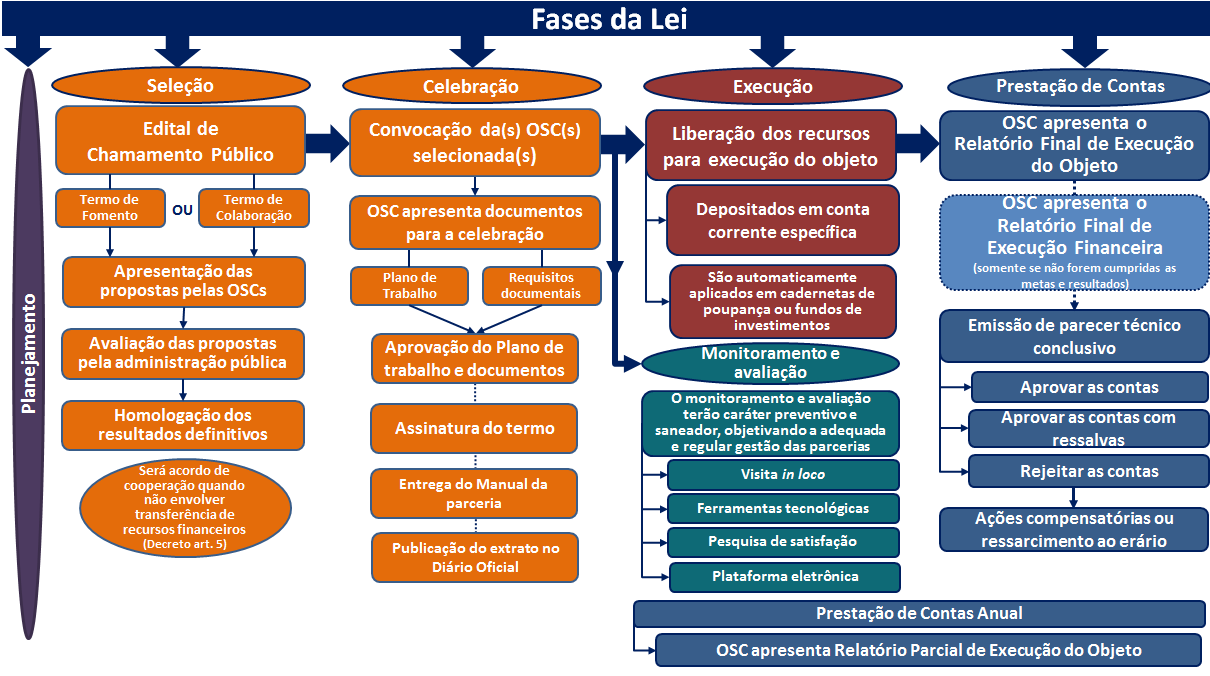 Fases da Lei
Planejamento
Seleção
Edital de
Chamamento Público
Termo de
Fomento
OU
Termo de
Colaboração
Apresentação das
propostas pelas OSCs
Avaliação das propostas
pela administração pública
Homologação dos
resultados definitivos
Será acordo de
cooperação quando
não envolver
transferência de
recursos financeiros
(Decreto art. 5)
Celebração
Convocação da(s) OSC(s)
selecionada(s)
OSC apresenta documentos
para a celebração
Plano de
Trabalho
Requisitos
documentais
Aprovação do Plano de
trabalho e documentos
Assinatura do termo
Entrega do Manual da
parceria
Publicação do extrato no
Diário Oficial
Execução
Liberação dos recursos
para execução do objeto
Depositados em conta
corrente específica
São automaticamente
aplicados em cadernetas de
poupança ou fundos de
investimentos
Monitoramento e
avaliação
O monitoramento e avaliação
terão caráter preventivo e
saneador, objetivando a adequada
e regular gestão das parcerias
Visita in loco
Ferramentas tecnológicas
Pesquisa de satisfação
Plataforma eletrônica
Prestação de Contas
OSC apresenta o
Relatório Final de Execução
do Objeto
OSC apresenta o
Relatório Final de
Execução Financeira
(somente se não forem cumpridas as
metas e resultados)
Emissão de parecer técnico
conclusivo
Aprovar as contas
Aprovar as contas com
ressalvas
Rejeitar as contas
Ações compensatórias ou
ressarcimento ao erário
Prestação de Contas Anual
OSC apresenta Relatório Parcial de Execução do Objeto